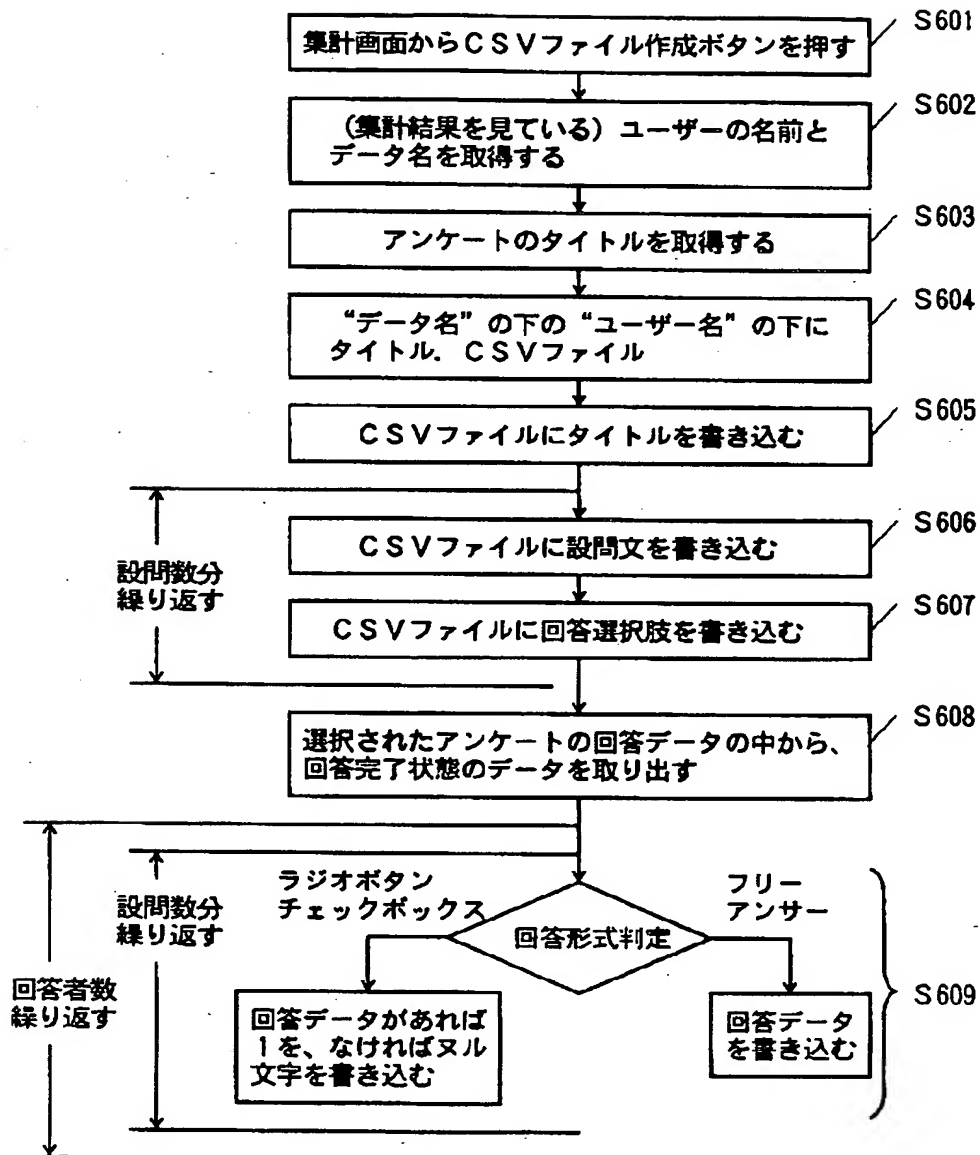 S601
集計画面からCSVファイル作成ボタンを押す
S602
(集計結果を見ている)ユーザーの名前と
データ名を取得する
S603
アンケートのタイトルを取得する
S604
“データ名”の下の“ユーザー名”の下に
タイトル.CSVファイル
S605
CSVファイルにタイトルを書き込む
設問数分
繰り返す
S606
CSVファイルに設問文を書き込む
S607
CSVファイルに回答選択肢を書き込む
S608
選択されたアンケートの回答データの中から、
回答完了状態のデータを取り出す
回答者数
繰り返す
設問数分
繰り返す
ラジオボタン
チェックボックス
回答形式判定
フリー
アンサー
S609
回答データがあれば
1を、なければヌル
文字を書き込む
回答データ
を書き込む